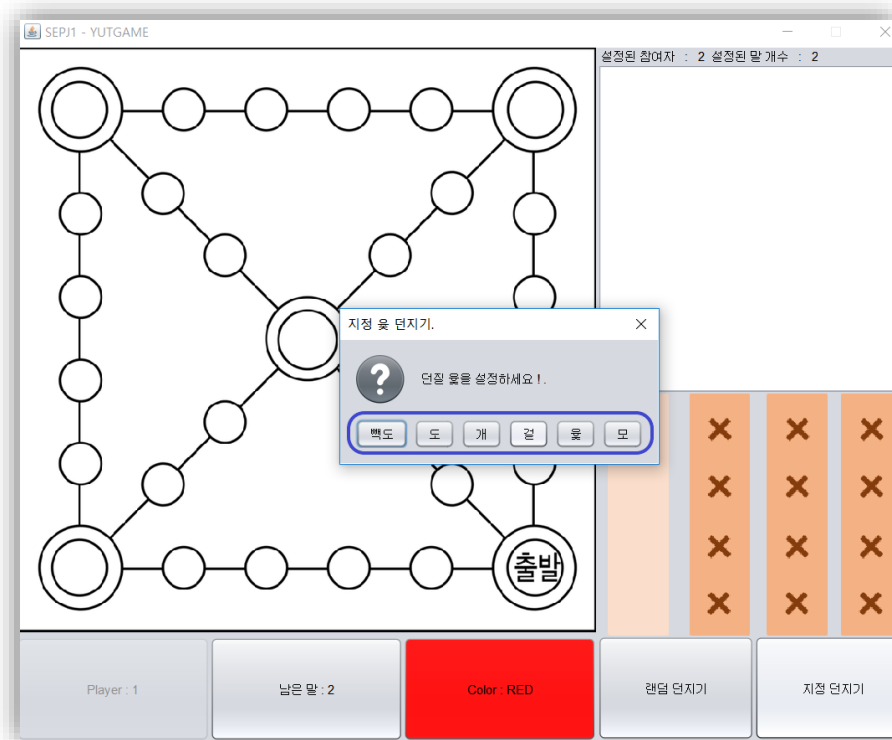 SEPJ1 - YUTGAME
설정된 참여자 : 2 설정된 말 개수 : 2
지정 윷 던지기.
던질 윷을 설정하세요 ! .
빽도 도 개 걸 윷 모
출발
Player : 1
남은 말 : 2
Color : RED
랜덤 던지기
지정 던지기